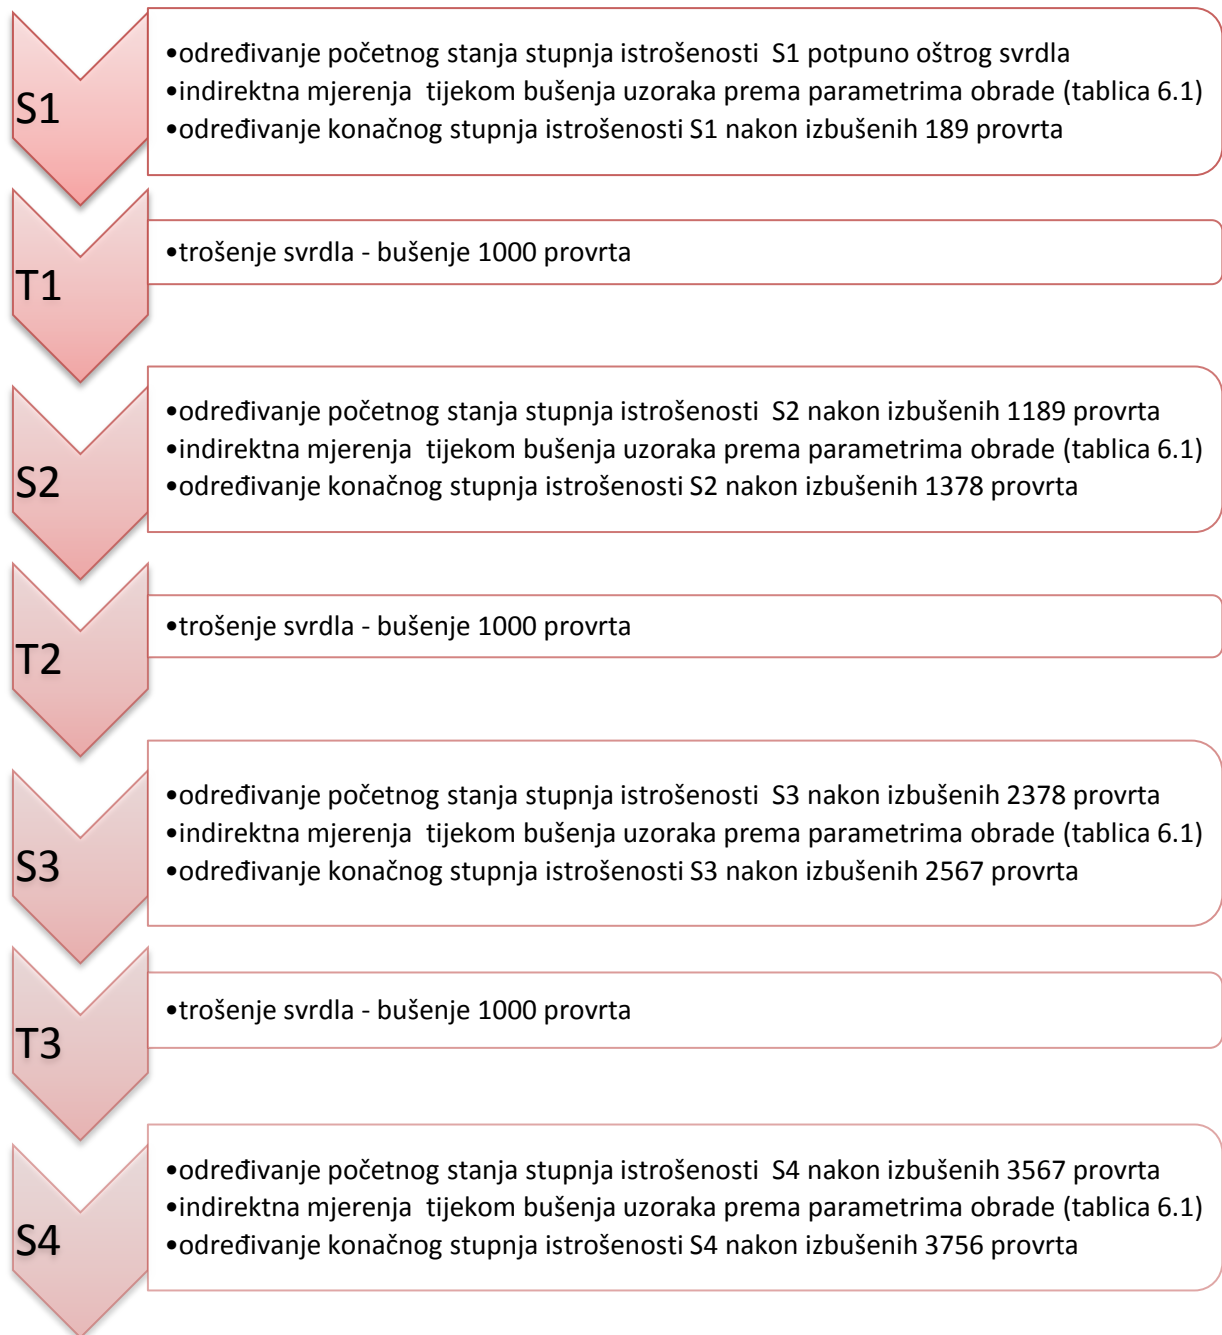 S1
•određivanje početnog stanja stupnja istrošenosti  S1 potpuno oštrog svrdla
•indirektna mjerenja  tijekom bušenja uzoraka prema parametrima obrade (tablica 6.1)
•određivanje konačnog stupnja istrošenosti S1 nakon izbušenih 189 provrta
T1
•trošenje svrdla - bušenje 1000 provrta
S2
•određivanje početnog stanja stupnja istrošenosti  S2 nakon izbušenih 1189 provrta
•indirektna mjerenja  tijekom bušenja uzoraka prema parametrima obrade (tablica 6.1)
•određivanje konačnog stupnja istrošenosti S2 nakon izbušenih 1378 provrta
T2
•trošenje svrdla - bušenje 1000 provrta
S3
•određivanje početnog stanja stupnja istrošenosti  S3 nakon izbušenih 2378 provrta
•indirektna mjerenja  tijekom bušenja uzoraka prema parametrima obrade (tablica 6.1)
•određivanje konačnog stupnja istrošenosti S3 nakon izbušenih 2567 provrta
T3
•trošenje svrdla - bušenje 1000 provrta
S4
•određivanje početnog stanja stupnja istrošenosti  S4 nakon izbušenih 3567 provrta
•indirektna mjerenja  tijekom bušenja uzoraka prema parametrima obrade (tablica 6.1)
•određivanje konačnog stupnja istrošenosti S4 nakon izbušenih 3756 provrta